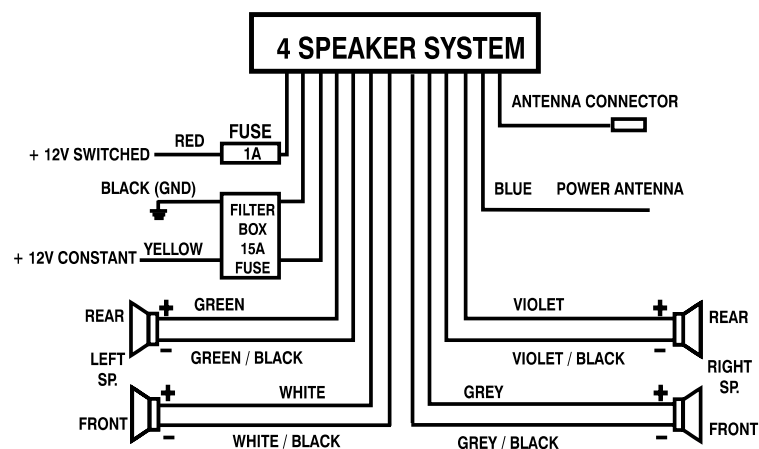 4 SPEAKER SYSTEM
ANTENNA CONNECTOR
FUSE
RED
1A
+ 12V SWITCHED
BLACK (GND)
BLUE POWER ANTENNA
FILTER
BOX
15A
FUSE
YELLOW
+ 12V CONSTANT
+ GREEN
REAR
- GREEN / BLACK
LEFT
SP.
+ WHITE
FRONT
- WHITE / BLACK
VIOLET +
REAR
VIOLET / BLACK -
RIGHT
SP.
GREY +
FRONT
GREY / BLACK -